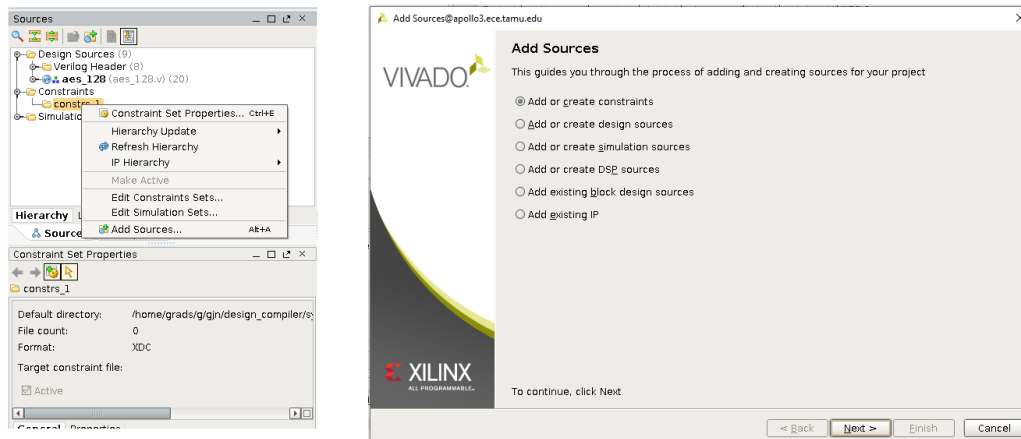 Sources
Design Sources (9)
Verilog Header (8)
aes_128 (aes_128.v) (20)
Constraints
constrs_1
Simulatio
Constraint Set Properties... Ctrl+E
Hierarchy Update
Refresh Hierarchy
IP Hierarchy
Make Active
Edit Constraints Sets...
Edit Simulation Sets...
Add Sources... Alt+A
Hierarchy
Source
Constraint Set Properties
constrs_1
Default directory: /home/grads/g/gjn/design_compiler/sy
File count: 0
Format: XDC
Target constraint file:
Active
General Properties
Add Sources@apollo3.ece.tamu.edu
VIVADO
Add Sources
This guides you through the process of adding and creating sources for your project
Add or create constraints
Add or create design sources
Add or create simulation sources
Add or create DSP sources
Add existing block design sources
Add existing IP
XILINX
ALL PROGRAMMABLE
To continue, click Next
< Back Next > Finish Cancel